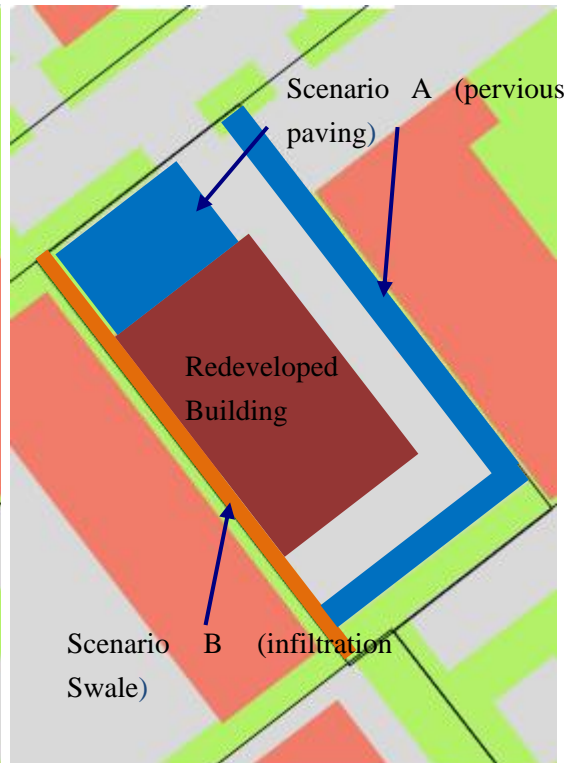 Scenario A (pervious
paving)
Redeveloped
Building
Scenario B (infiltration
Swale)